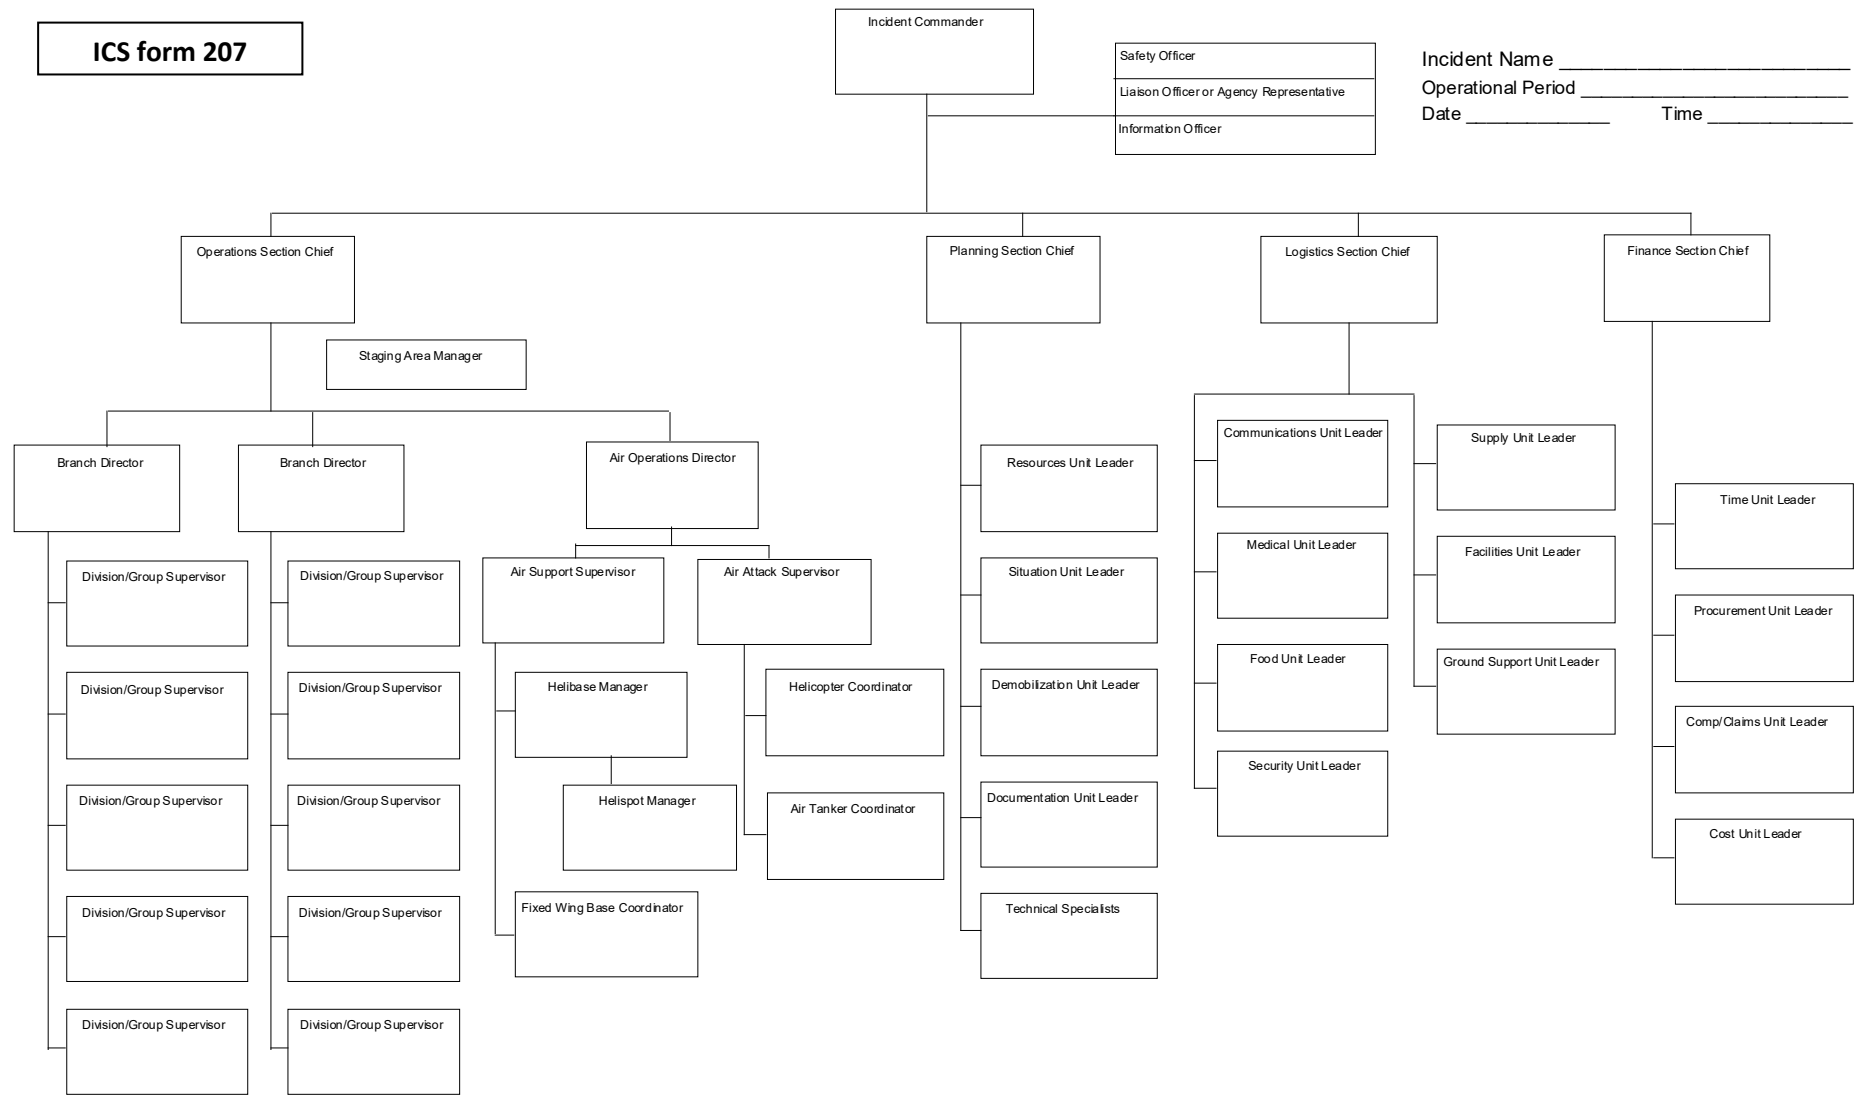 ICS form 207
Incident Commander
Safety Officer
Liaison Officer or Agency Representative
Information Officer
Incident Name
Operational Period
Date Time
Operations Section Chief
Planning Section Chief
Logistics Section Chief
Finance Section Chief
Staging Area Manager
Branch Director
Branch Director
Air Operations Director
Division/Group Supervisor
Division/Group Supervisor
Division/Group Supervisor
Division/Group Supervisor
Division/Group Supervisor
Division/Group Supervisor
Division/Group Supervisor
Division/Group Supervisor
Division/Group Supervisor
Division/Group Supervisor
Air Support Supervisor
Air Attack Supervisor
Helibase Manager
Helispot Manager
Fixed Wing Base Coordinator
Helicopter Coordinator
Air Tanker Coordinator
Resources Unit Leader
Situation Unit Leader
Demobilization Unit Leader
Documentation Unit Leader
Technical Specialists
Communications Unit Leader
Medical Unit Leader
Food Unit Leader
Security Unit Leader
Supply Unit Leader
Facilities Unit Leader
Ground Support Unit Leader
Time Unit Leader
Procurement Unit Leader
Comp/Claims Unit Leader
Cost Unit Leader